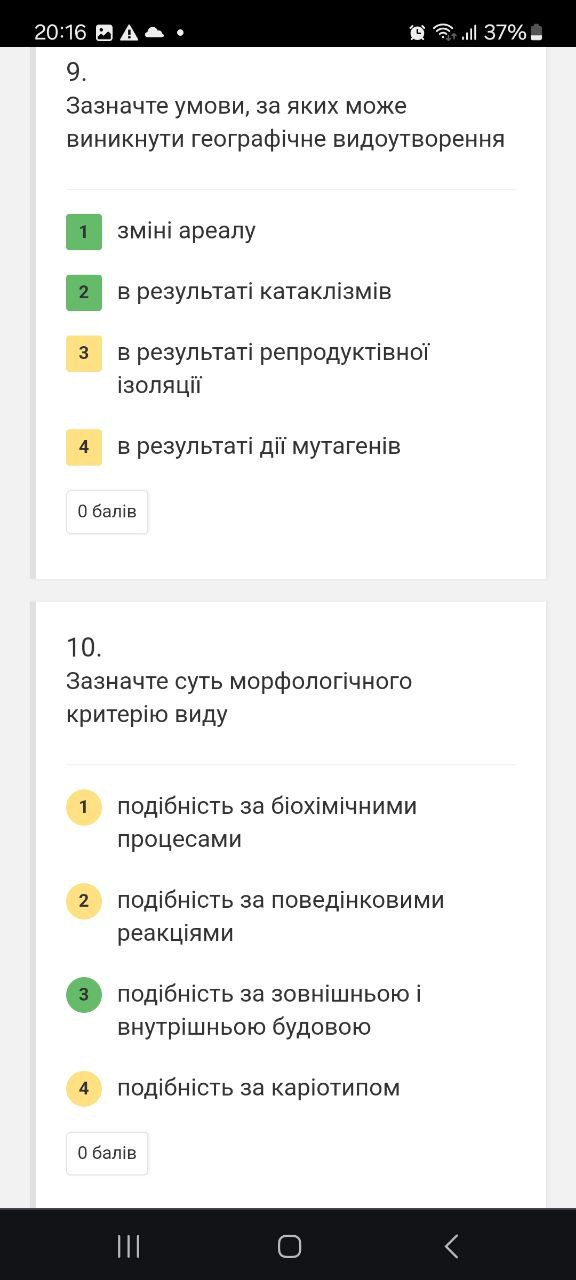 20:16
37%
9.
Зазначте умови, за яких може
виникнути географічне видоутворення
1 зміні ареалу
2 в результаті катаклізмів
3 в результаті репродуктівної
ізоляції
4 в результаті дії мутагенів
0 балів
10.
Зазначте суть морфологічного
критерію виду
1 подібність за біохімічними
процесами
2 подібність за поведінковими
реакціями
3 подібність за зовнішньою і
внутрішньою будовою
4 подібність за каріотипом
0 балів